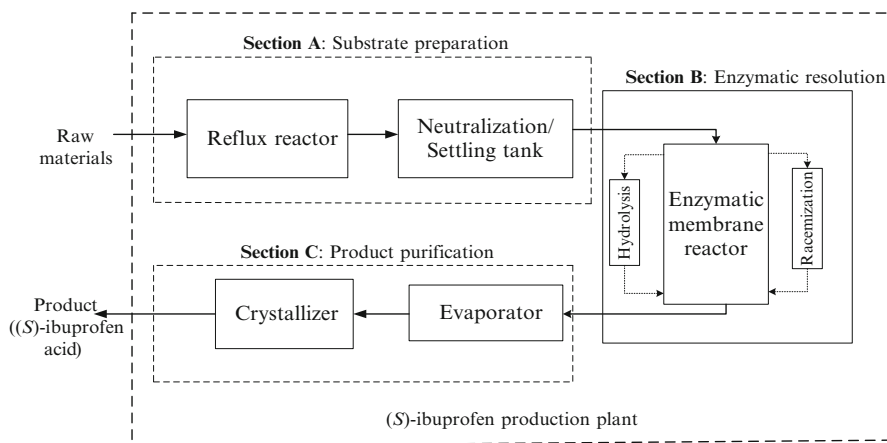 Section A: Substrate preparation
Section B: Enzymatic resolution
Raw
materials
Reflux reactor
Neutralization/
Settling tank
Hydrolysis
Enzymatic
membrane
reactor
Racemization
Section C: Product purification
Product
((S)-ibuprofen
acid)
Crystallizer
Evaporator
(S)-ibuprofen production plant